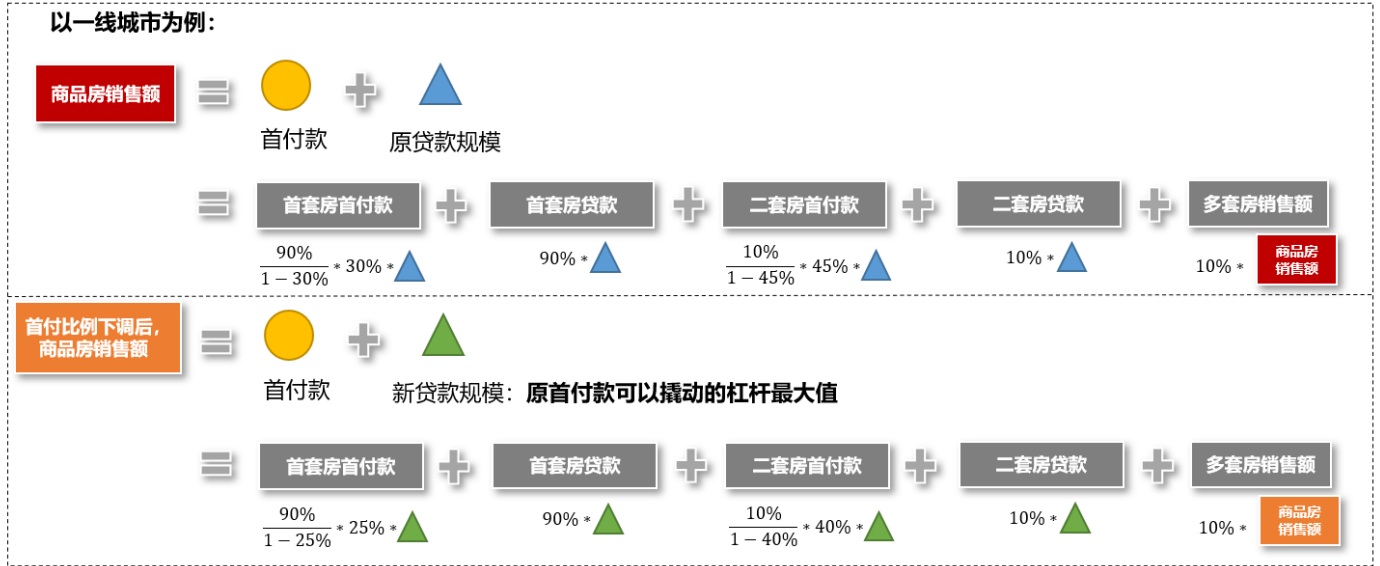 以一线城市为例：
商品房销售额
首付款
原贷款规模
首套房首付款
首套房贷款
二套房首付款
二套房贷款
多套房销售额
90%
1 − 30%
* 30% *
90% *
10%
1 − 45%
* 45% *
10% *
10% *
商品房
销售额
首付比例下调后，
商品房销售额
首付款
新贷款规模：原首付款可以撬动的杠杆最大值
首套房首付款
首套房贷款
二套房首付款
二套房贷款
多套房销售额
90%
1 − 25%
* 25% *
90% *
10%
1 − 40%
* 40% *
10% *
10% *
商品房
销售额